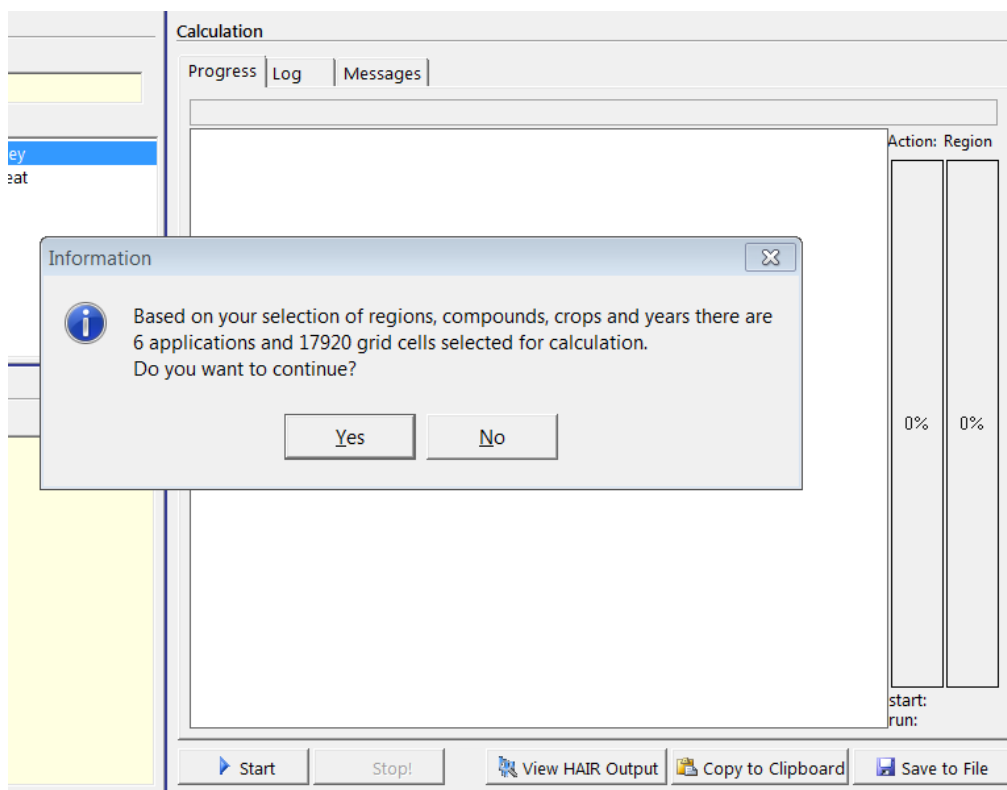 Calculation
Progress Log Messages
Action: Region
ey
eat
Information
Based on your selection of regions, compounds, crops and years there are
6 applications and 17920 grid cells selected for calculation.
Do you want to continue?
Yes No
0% 0%
start:
run:
Start Stop! View HAIR Output Copy to Clipboard Save to File